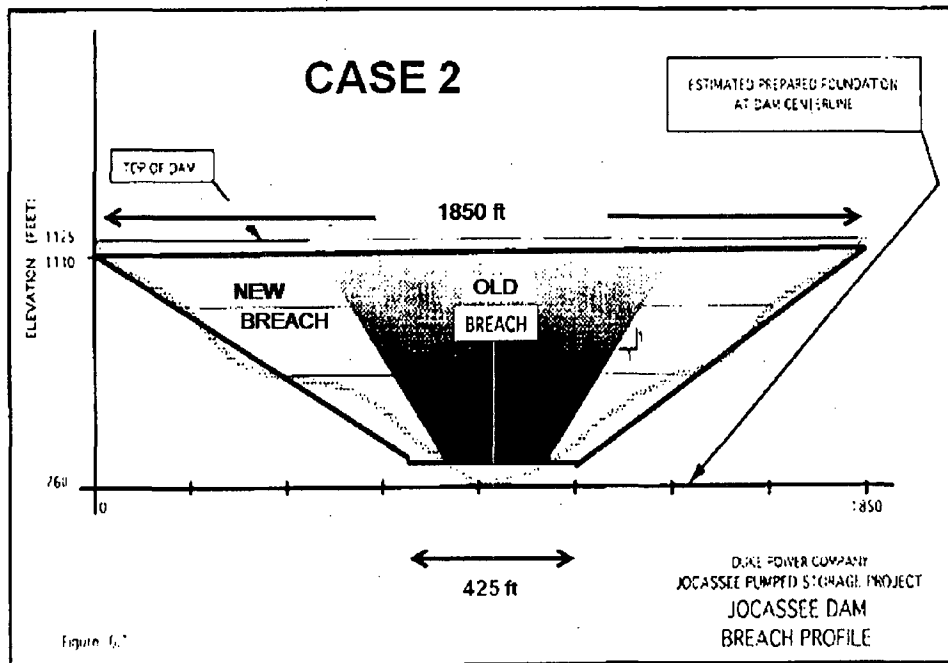 CASE 2
ESTIMATED PREPARED FOUNDATION
AT DAM CENTERLINE
TOP OF DAM
ELEVATION (FEET)
1850 ft
1125
1110
NEW
BREACH
OLD
BREACH
760
0
1850
425 ft
DUKE POWER COMPANY
JOCASSEE PUMPED STORAGE PROJECT
JOCASSEE DAM
BREACH PROFILE
Figure